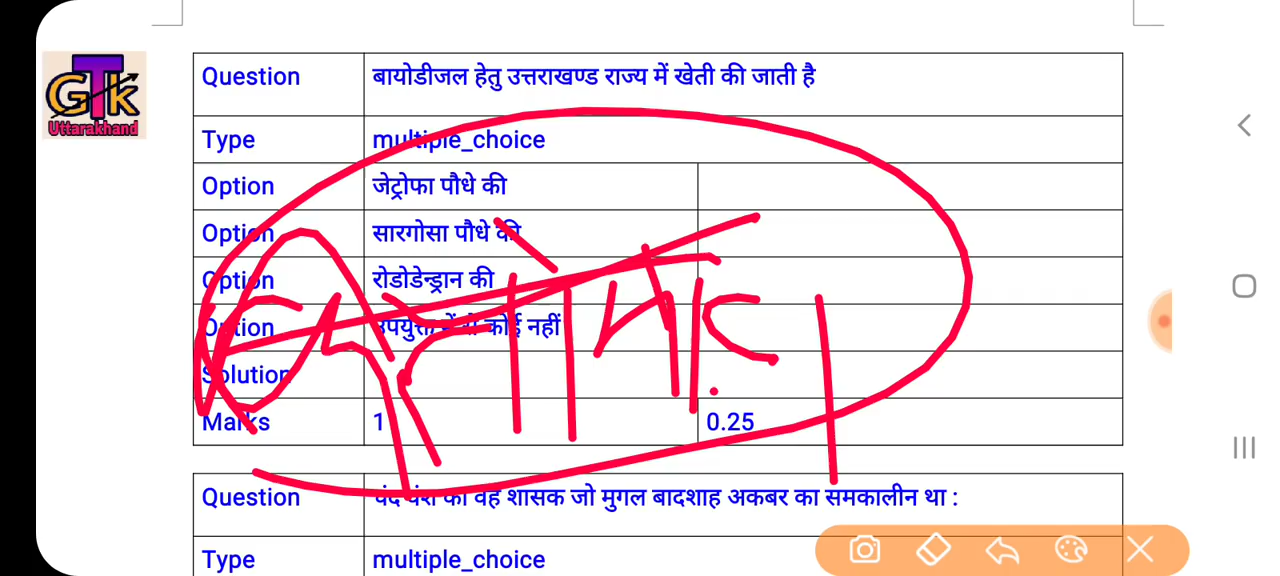 GTK
Uttarakhand
Question बायोडीजल हेतु उत्तराखण्ड राज्य में खेती की जाती है
Type multiple_choice
Option जेट्रोफा पौधे की
Option सारगोसा पौधे की
Option रोडोडेन्ड्रान की
Option उपयुक्त कोई नहीं
Solution
Marks 1 0.25
Question चंद वंश का वह शासक जो मुगल बादशाह अकबर का समकालीन था :
Type multiple_choice